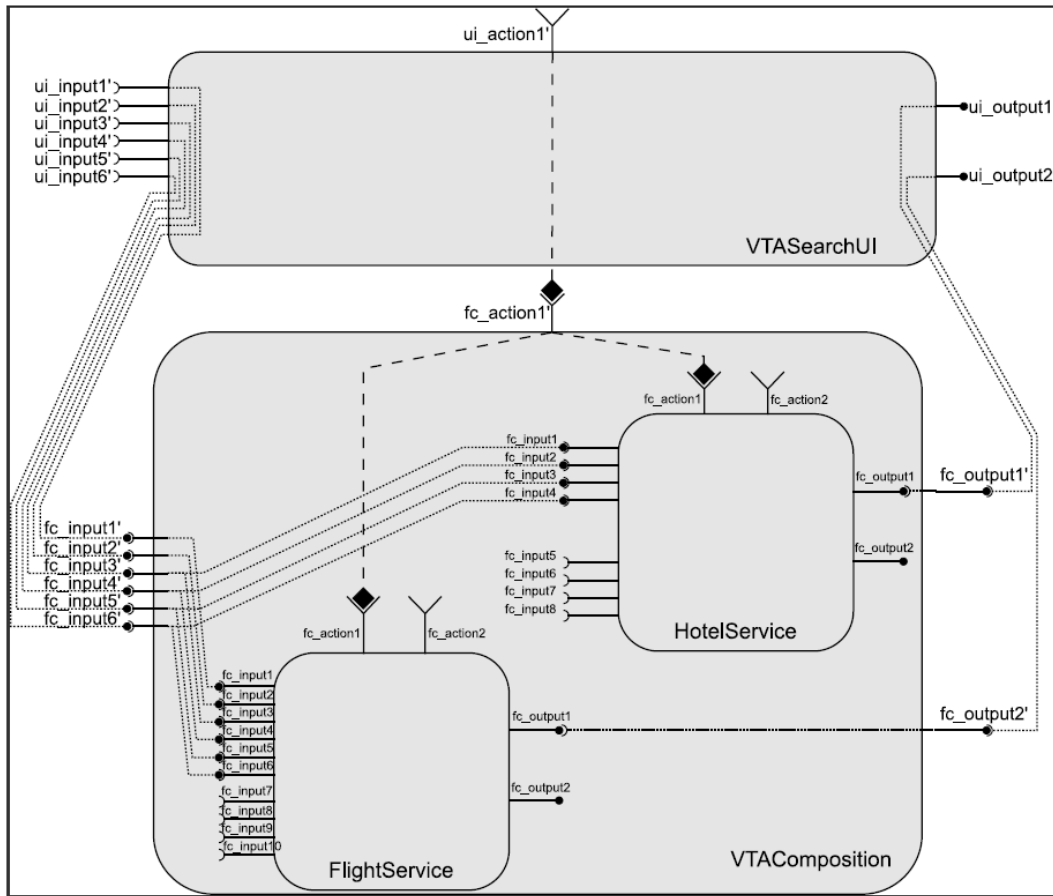 ui_action1'
ui_input1'
ui_input2'
ui_input3'
ui_input4'
ui_input5'
ui_input6'
ui_output1
ui_output2
VTASearchUI
fc_action1'
fc_action1
fc_action2
fc_input1
fc_input2
fc_input3
fc_input4
fc_output1
fc_output1'
fc_input1'
fc_input2'
fc_input3'
fc_input4'
fc_input5'
fc_input6'
fc_input5
fc_input6
fc_input7
fc_input8
fc_output2
HotelService
fc_action1
fc_action2
fc_input1
fc_input2
fc_input3
fc_input4
fc_input5
fc_input6
fc_input7
fc_input8
fc_input9
fc_input10
fc_output1
fc_output2'
fc_output2
FlightService
VTAComposition